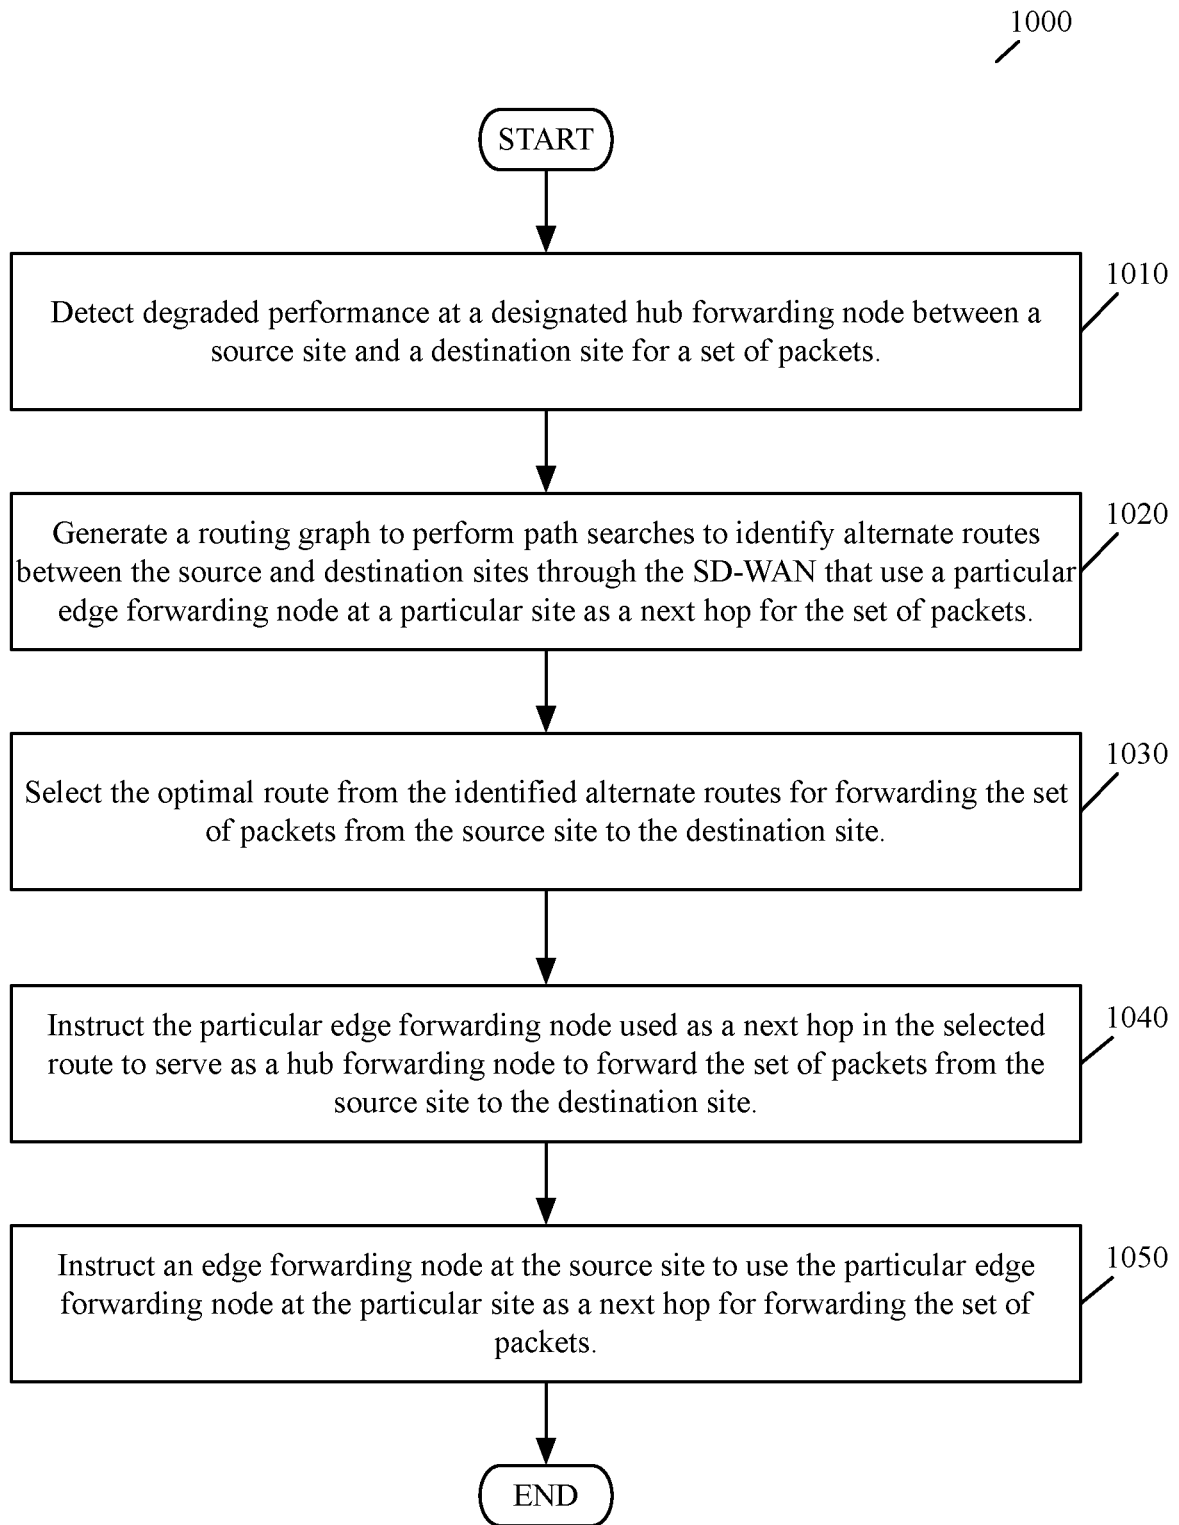 1000
START
1010
Detect degraded performance at a designated hub forwarding node between a
source site and a destination site for a set of packets.
1020
Generate a routing graph to perform path searches to identify alternate routes
between the source and destination sites through the SD-WAN that use a particular
edge forwarding node at a particular site as a next hop for the set of packets.
1030
Select the optimal route from the identified alternate routes for forwarding the set
of packets from the source site to the destination site.
1040
Instruct the particular edge forwarding node used as a next hop in the selected
route to serve as a hub forwarding node to forward the set of packets from the
source site to the destination site.
1050
Instruct an edge forwarding node at the source site to use the particular edge
forwarding node at the particular site as a next hop for forwarding the set of
packets.
END